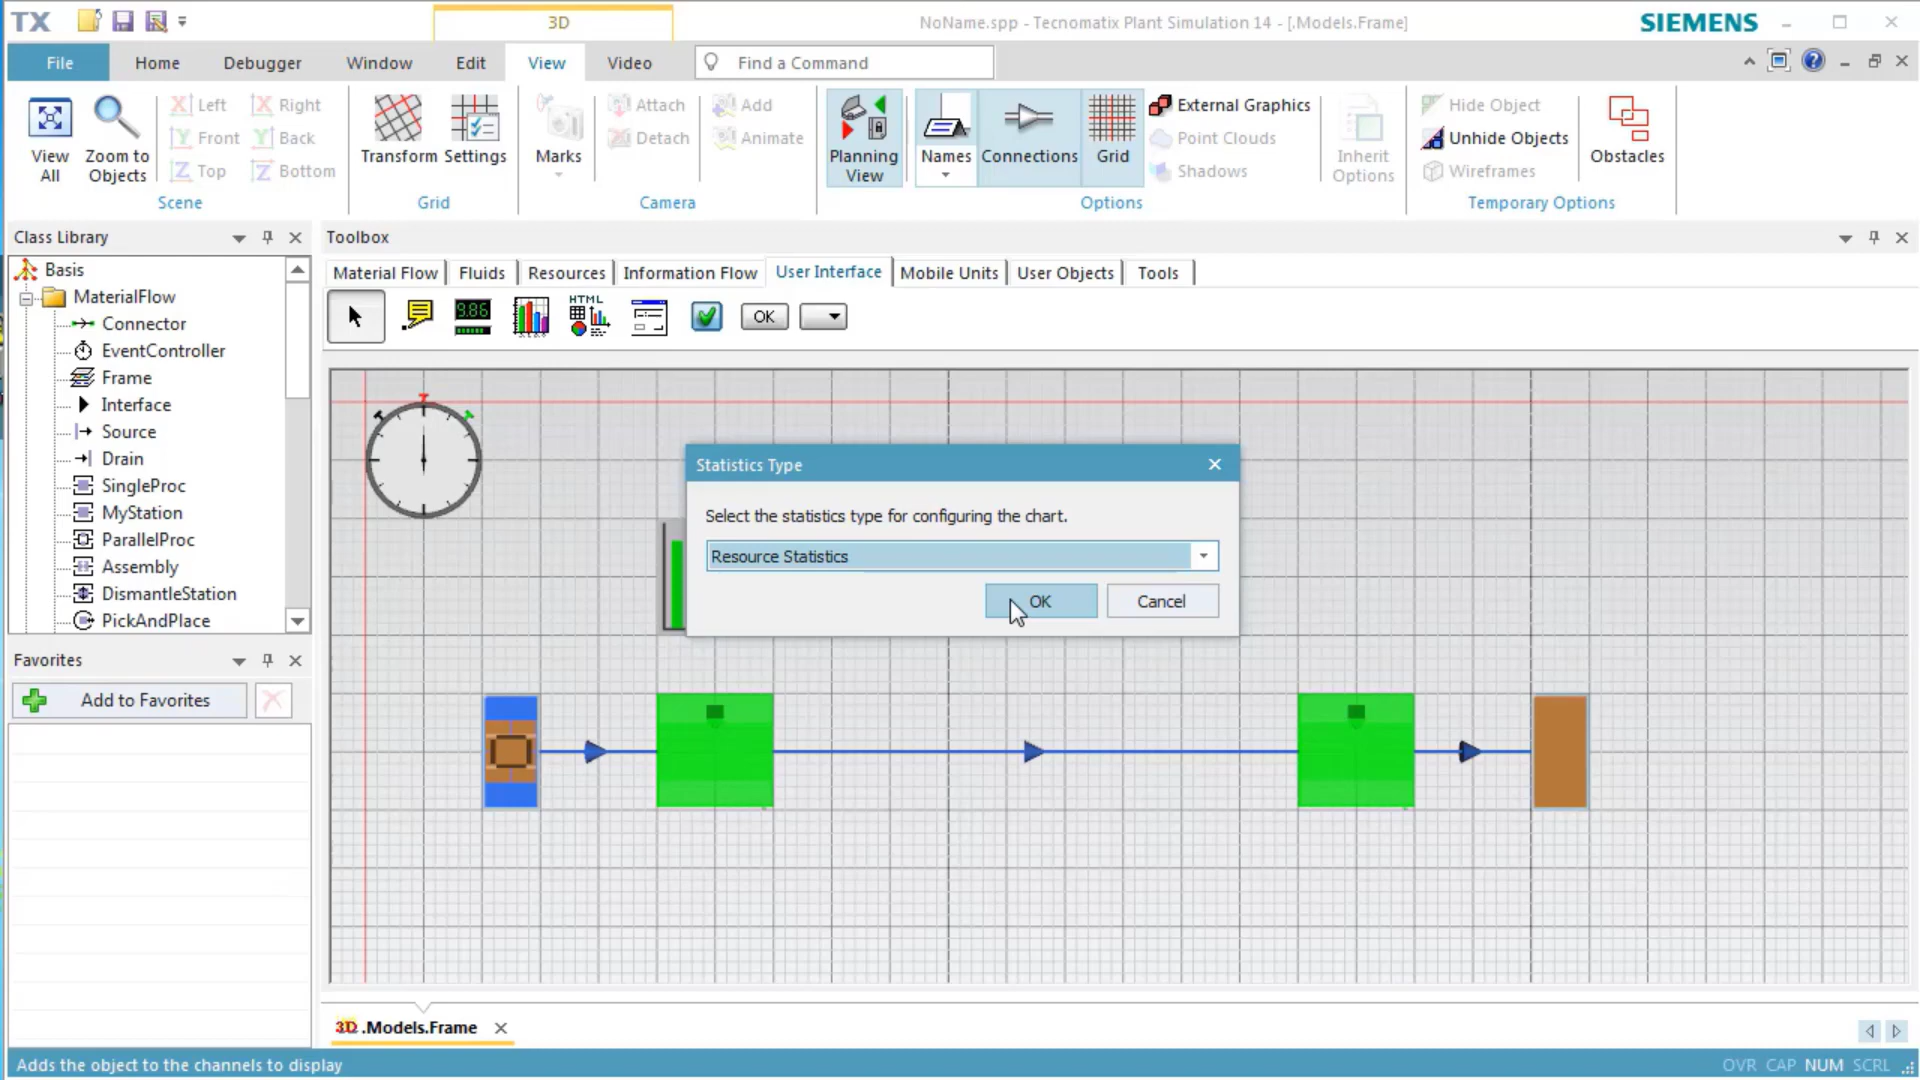 TX
3D
NoName.spp - Tecnomatix Plant Simulation 14 - [.Models.Frame]
SIEMENS
File
Home
Debugger
Window
Edit
View
Video
Find a Command
View All
Zoom to Objects
Left
Right
Front
Back
Top
Bottom
Scene
Transform
Settings
Grid
Marks
Attach
Detach
Add
Animate
Camera
Planning View
Names
Connections
Grid
External Graphics
Point Clouds
Shadows
Options
Inherit Options
Hide Object
Unhide Objects
Wireframes
Obstacles
Temporary Options
Class Library
Toolbox
Basis
MaterialFlow
Connector
EventController
Frame
Interface
Source
Drain
SingleProc
MyStation
ParallelProc
Assembly
DismantleStation
PickAndPlace
Material Flow
Fluids
Resources
Information Flow
User Interface
Mobile Units
User Objects
Tools
9.86
HTML
OK
Statistics Type
Select the statistics type for configuring the chart.
Resource Statistics
OK
Cancel
Favorites
Add to Favorites
3D .Models.Frame
Adds the object to the channels to display
OVR CAP NUM SCRL